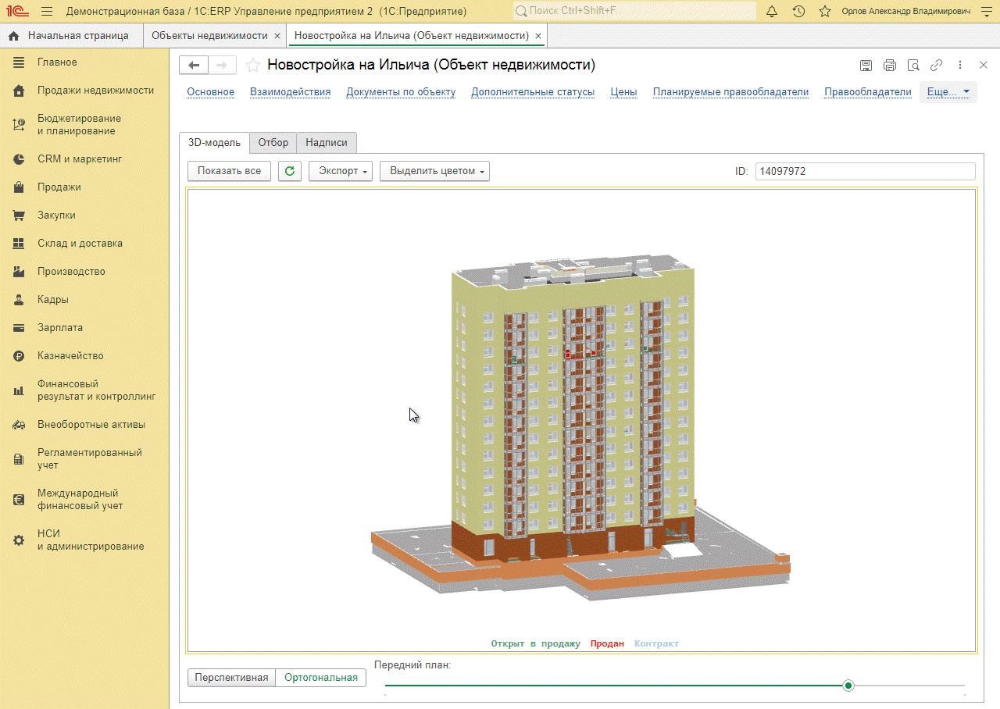 1С Демонстрационная база / 1С:ERP Управление предприятием 2 (1С:Предприятие) Поиск Ctrl+Shift+F Орлов Александр Владимирович
Начальная страница Объекты недвижимости × Новостройка на Ильича (Объект недвижимости) ×
Главное
Продажи недвижимости
Бюджетирование
и планирование
CRM и маркетинг
Продажи
Закупки
Склад и доставка
Производство
Кадры
Зарплата
Казначейство
Финансовый
результат и контроллинг
Внеоборотные активы
Регламентированный
учет
Международный
финансовый учет
НСИ
и администрирование
Новостройка на Ильича (Объект недвижимости)
Основное Взаимодействия Документы по объекту Дополнительные статусы Цены Планируемые правообладатели Правообладатели Еще...
3D-модель Отбор Надписи
Показать все Экспорт Выделить цветом ID: 14097972
Открыт в продажу Продан Контракт
Перспективная Ортогональная Передний план: